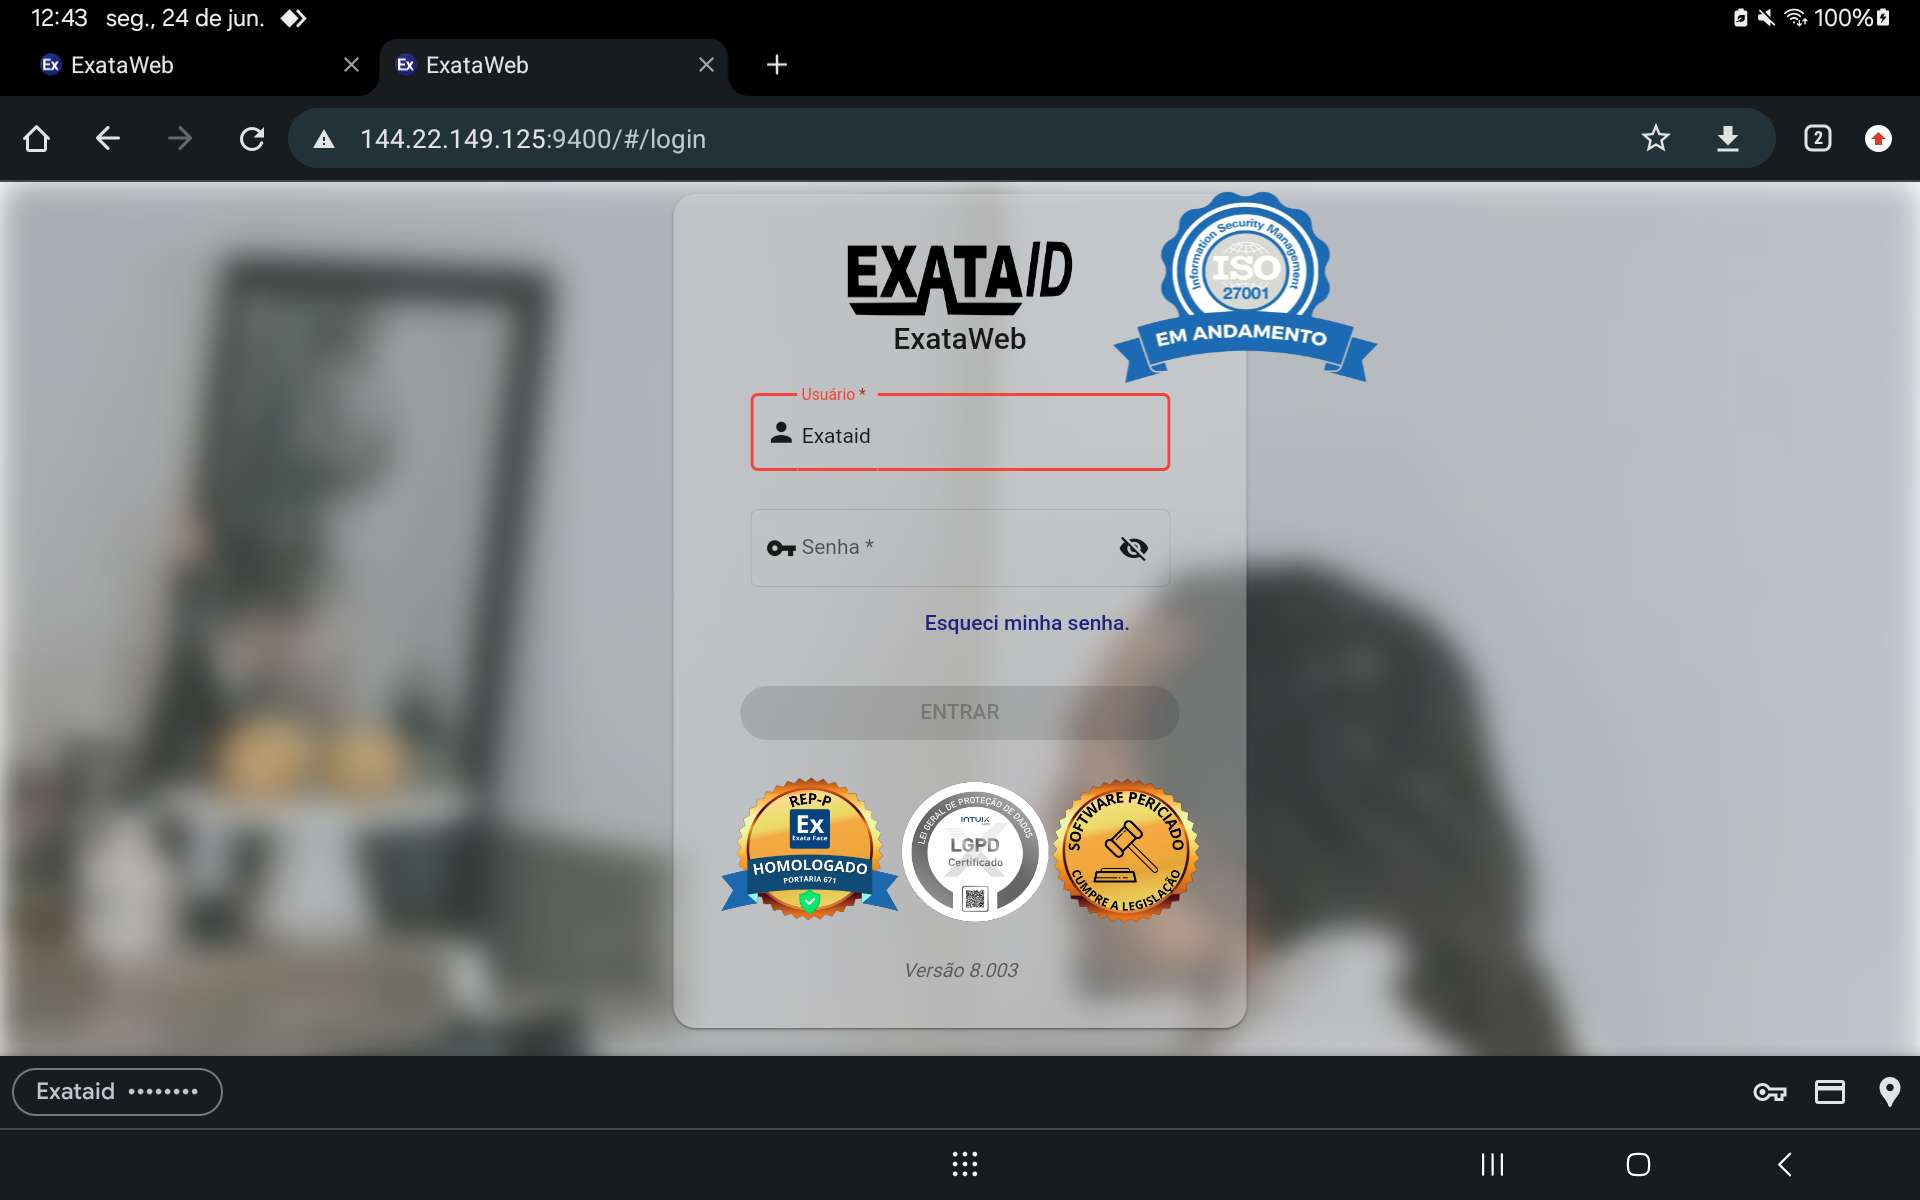 12:43 seg., 24 de jun. 100%
Ex ExataWeb
Ex ExataWeb
144.22.149.125:9400/#/login
2
EXATAID
ExataWeb
Information Security Management
ISO
27001
EM ANDAMENTO
Usuário *
Exataid
Senha *
Esqueci minha senha.
ENTRAR
REP-P
Ex
Exata Face
HOMOLOGADO
PORTARIA 671
LEI GERAL DE PROTEÇÃO DE DADOS
INTUIX
LGPD
Certificado
SOFTWARE PERICIADO
CUMPRE A LEGISLAÇÃO
Versão 8.003
Exataid ••••••••